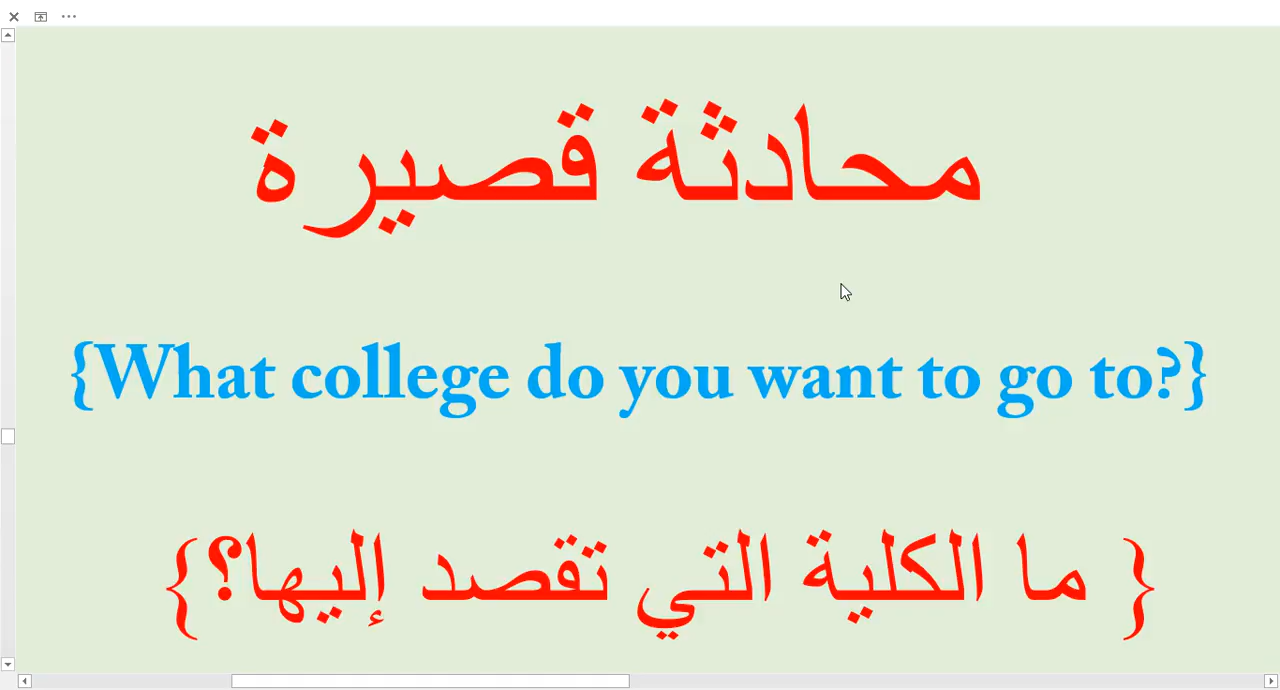 محادثة قصيرة
{What college do you want to go to?}
{ ما الكلية التي تقصد إليها؟}